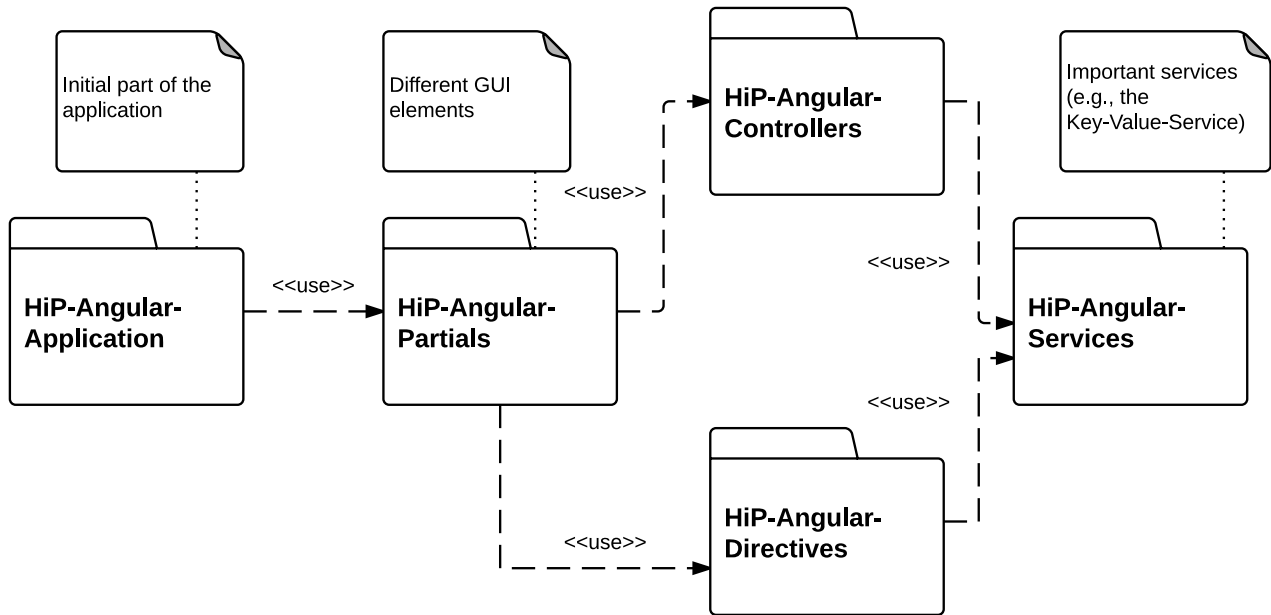 Initial part of the
application
Different GUI
elements
HiP-Angular-
Controllers
Important services
(e.g., the
Key-Value-Service)
<<use>>
<<use>>
<<use>>
HiP-Angular-
Application
HiP-Angular-
Partials
HiP-Angular-
Services
<<use>>
HiP-Angular-
Directives
<<use>>